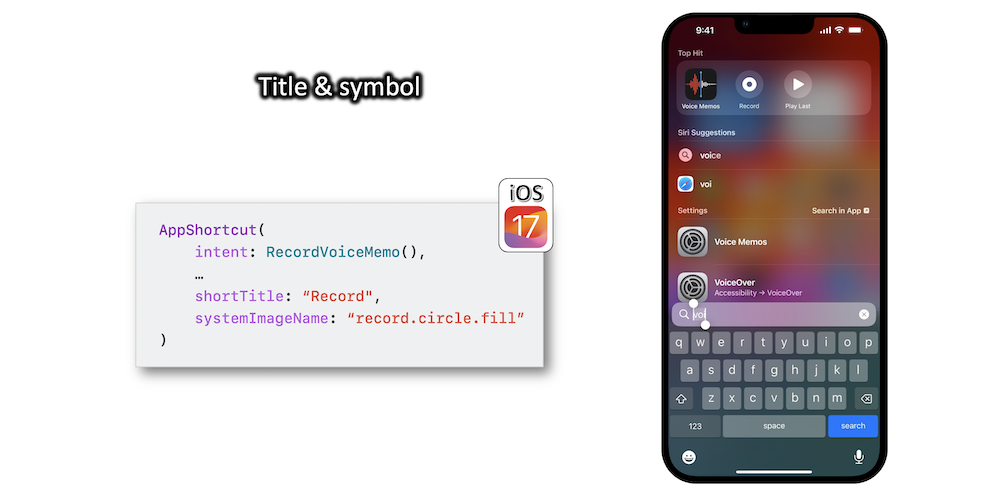 Title & symbol
iOS
17
AppShortcut(
intent: RecordVoiceMemo(),
…
shortTitle: “Record",
systemImageName: “record.circle.fill”
)
9:41
Top Hit
Voice Memos
Record
Play Last
Siri Suggestions
voice
voi
Settings
Search in App
Voice Memos
VoiceOver
Accessibility → VoiceOver
voi
q w e r t y u i o p
a s d f g h j k l
z x c v b n m
123 space search